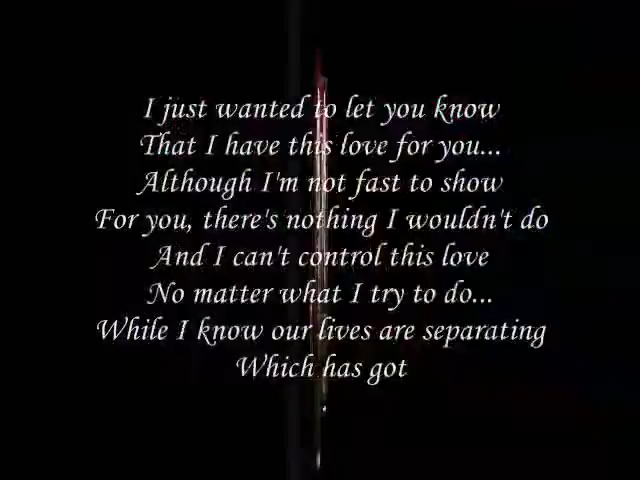 I just wanted to let you know
That I have this love for you...
Although I'm not fast to show
For you, there's nothing I wouldn't do
And I can't control this love
No matter what I try to do...
While I know our lives are separating
Which has got